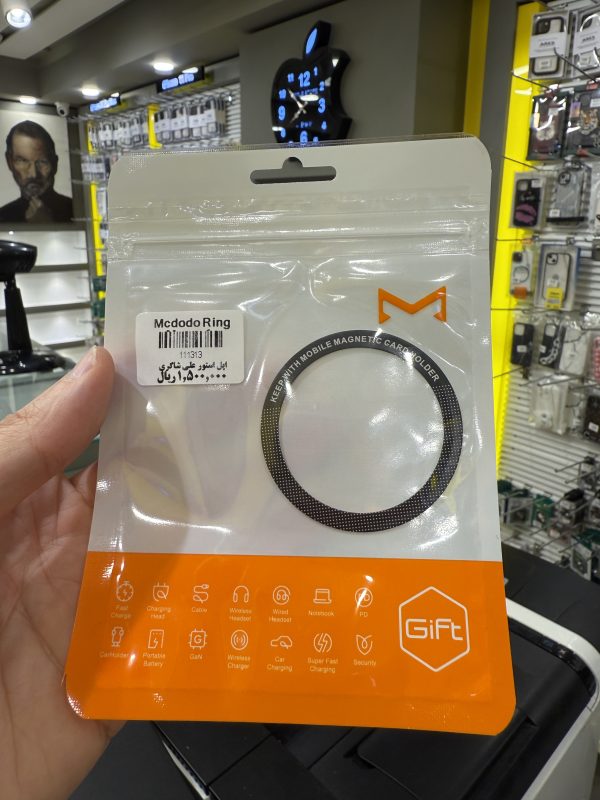 12
Mcdodo Ring
111313
اپل استور علی شاکری
۱,۵۰۰,۰۰۰ ریال
KEEP WITH MOBILE MAGNETIC CARD HOLDER
Fast Charge
Charging Head
Cable
Wireless Headset
Wired Headset
Notebook
PD
CarHolder
Portable Battery
GaN
Wireless Charger
Car Charging
Super Fast Charging
Security
GiFt